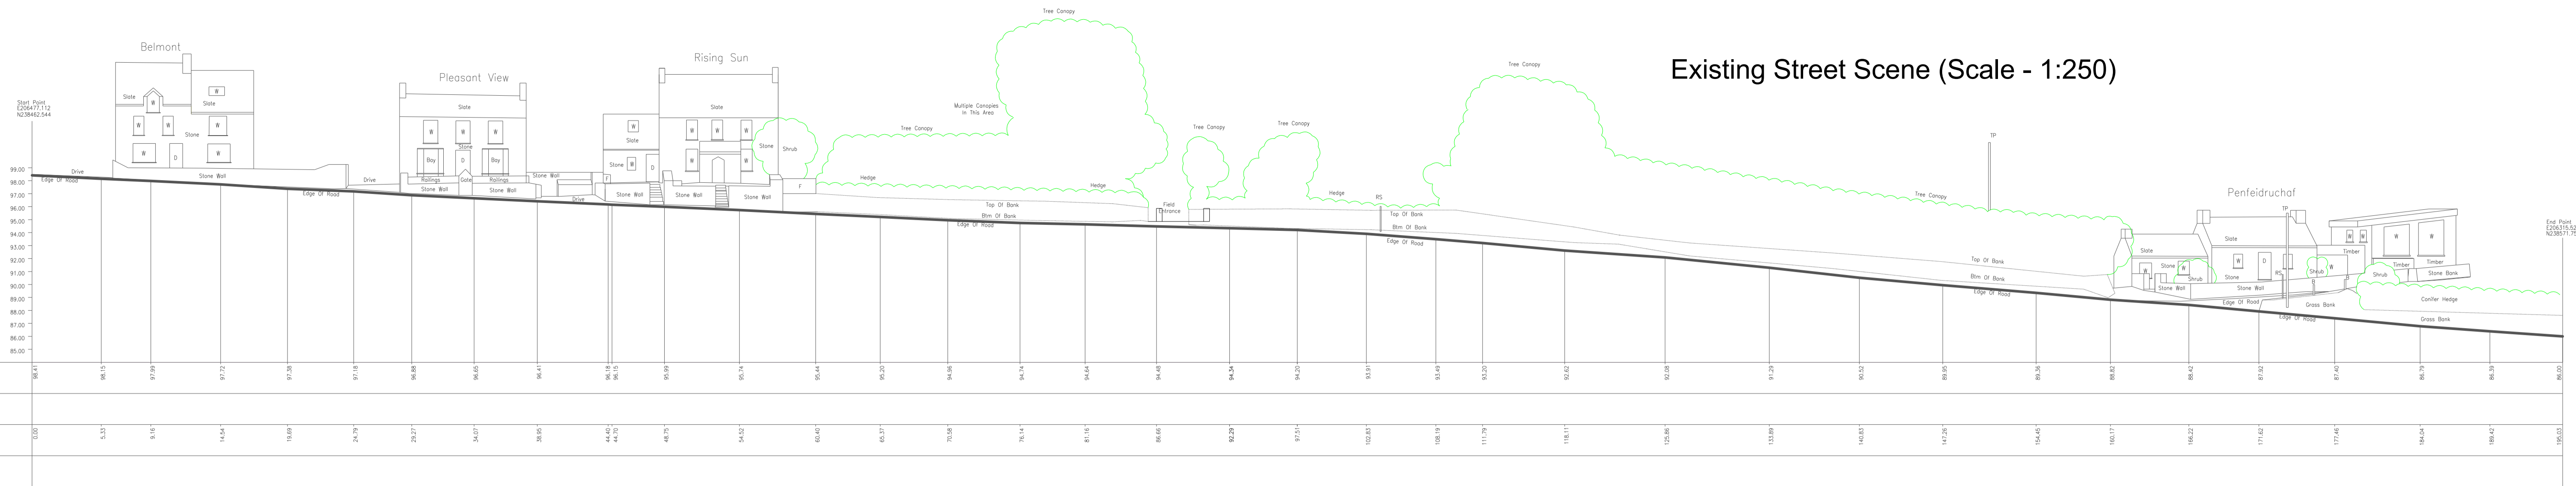 Existing Street Scene (Scale - 1:250)
Belmont
Pleasant View
Rising Sun
Penfeidruchaf
Start Point
E206477.112
N238462.544
Tree Canopy
Tree Canopy
Multiple Canopies
In This Area
Tree Canopy
Tree Canopy
Tree Canopy
Tree Canopy
Tree Canopy
TP
TP
End Point
Slate
W
W
Slate
W
W
W
Stone
W
D
W
Drive
Edge Of Road
Stone Wall
Edge Of Road
Drive
Slate
W
W
W
Stone
Bay
D
Bay
Railings
Gate
Railings
Stone Wall
Stone Wall
Stone Wall
Drive
W
Slate
Stone
W
D
F
Stone Wall
Slate
W
W
W
W
W
Stone
Shrub
Stone Wall
Stone Wall
F
Hedge
Hedge
Top Of Bank
Btm Of Bank
Edge Of Road
Field
Entrance
Hedge
RS
Top Of Bank
Btm Of Bank
Edge Of Road
Top Of Bank
Btm Of Bank
Edge Of Road
Slate
Stone
W
W
Shrub
Stone Wall
Slate
W
D
Stone
RS
Stone Wall
Edge Of Road
Shrub
W
W
W
W
W
Timber
Timber
Timber
Stone Bank
Shrub
Grass Bank
Edge Of Road
Conifer Hedge
Grass Bank
99.00
98.00
97.00
96.00
95.00
94.00
93.00
92.00
91.00
90.00
89.00
88.00
87.00
86.00
85.00
98.41
98.15
97.99
97.72
97.38
97.18
96.88
96.65
96.41
96.18
96.15
95.99
95.74
95.44
95.20
94.96
94.74
94.64
94.48
94.34
94.20
93.91
93.49
93.20
92.62
92.08
91.29
90.52
89.95
89.36
88.82
88.42
87.92
87.40
86.79
86.39
86.00
0.00
5.33
9.16
14.54
19.69
24.79
29.27
34.07
38.95
44.40
44.70
48.75
54.52
60.40
65.37
70.58
76.14
81.16
86.66
92.29
97.51
102.83
108.19
111.79
118.11
125.86
133.89
140.83
147.26
154.45
160.17
166.22
171.62
177.46
184.04
189.42
195.03